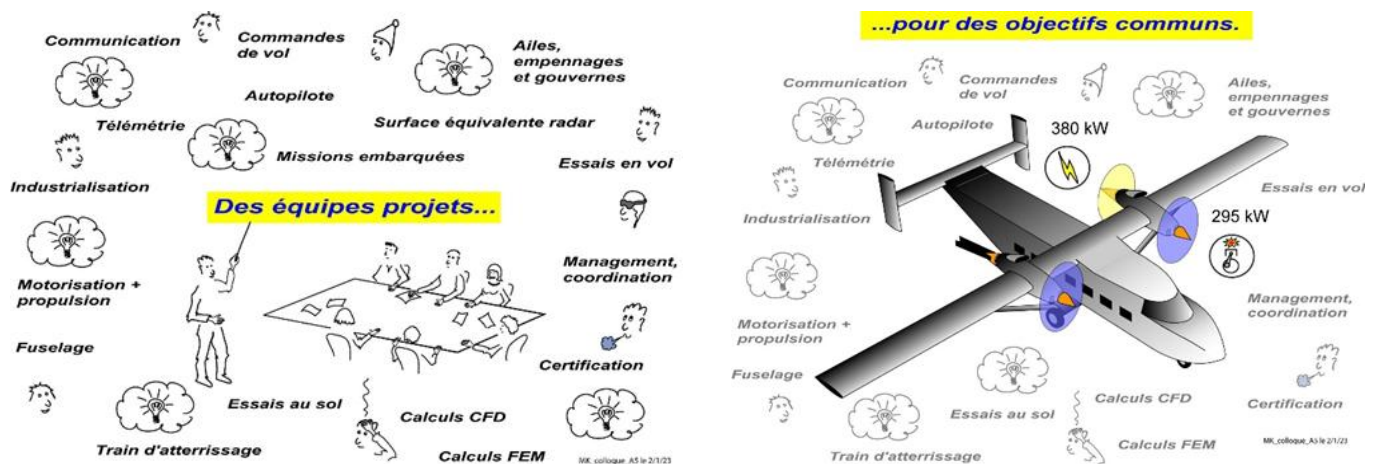 Communication
Commandes
de vol
Ailes,
empennages
et gouvernes
Autopilote
Télémétrie
Surface équivalente radar
Missions embarquées
Essais en vol
Industrialisation
Des équipes projets...
Motorisation +
propulsion
Management,
coordination
Fuselage
Certification
Essais au sol
Calculs CFD
Train d'atterrissage
Calculs FEM
MK_colloque_A5 le 2/1/23
...pour des objectifs communs.
Communication
Commandes
de vol
Ailes,
empennages
et gouvernes
Autopilote
380 kW
Télémétrie
Essais en vol
Industrialisation
295 kW
Management,
coordination
Motorisation +
propulsion
Fuselage
Essais au sol
Calculs CFD
Certification
Train d'atterrissage
Calculs FEM
MK_colloque_A5 le 2/1/23